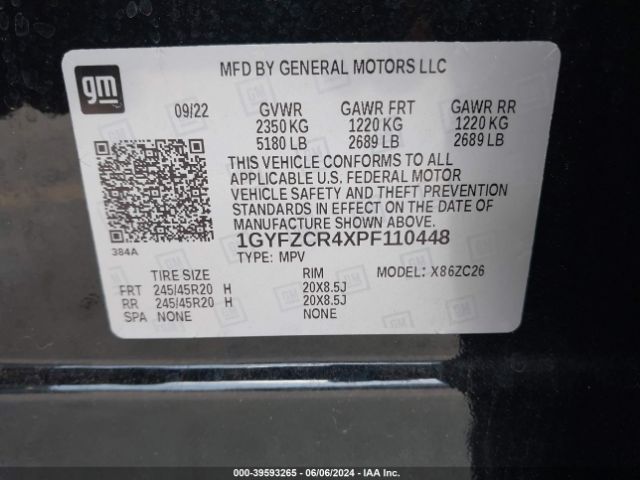 gm
MFD BY GENERAL MOTORS LLC
09/22 GVWR GAWR FRT GAWR RR
2350 KG 1220 KG 1220 KG
5180 LB 2689 LB 2689 LB
THIS VEHICLE CONFORMS TO ALL
APPLICABLE U.S. FEDERAL MOTOR
VEHICLE SAFETY AND THEFT PREVENTION
STANDARDS IN EFFECT ON THE DATE OF
MANUFACTURE SHOWN ABOVE.
384A
1GYFZCR4XPF110448
TYPE: MPV
TIRE SIZE RIM MODEL: X86ZC26
FRT 245/45R20 H 20X8.5J
RR 245/45R20 H 20X8.5J
SPA NONE NONE
000-39593265 - 06/06/2024 - IAAI.COM